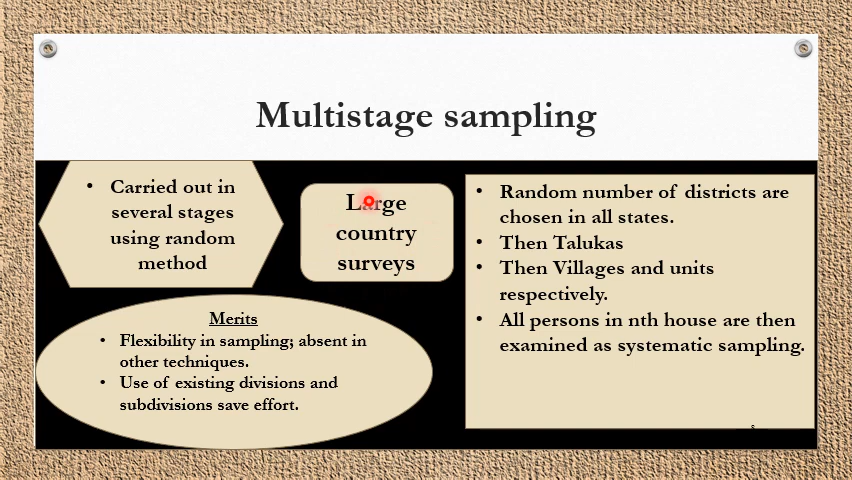 Multistage sampling
• Carried out in
several stages
using random
method
Large
country
surveys
• Random number of districts are
chosen in all states.
• Then Talukas
• Then Villages and units
respectively.
• All persons in nth house are then
examined as systematic sampling.
Merits
• Flexibility in sampling; absent in
other techniques.
• Use of existing divisions and
subdivisions save effort.